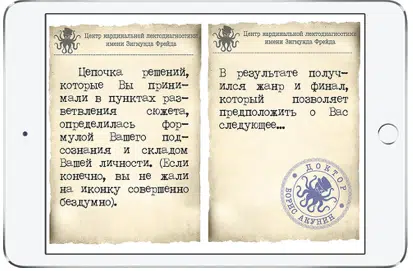 Центр кардинальной лектодиагностики
имени Зигмунда Фрейда
Цепочка решений,
которые Вы прини-
мали в пунктах раз-
ветвления сюжета,
определилась фор-
мулой Вашего под-
сознания и складом
Вашей личности. (Если
конечно, вы не жали
на иконку совершенно
бездумно).
Центр кардинальной лектодиагностики
имени Зигмунда Фрейда
В результате получ-
ился жанр и финал,
который позволяет
предположить о Вас
следующее...
ДОКТОР
БОРИС АКУНИН